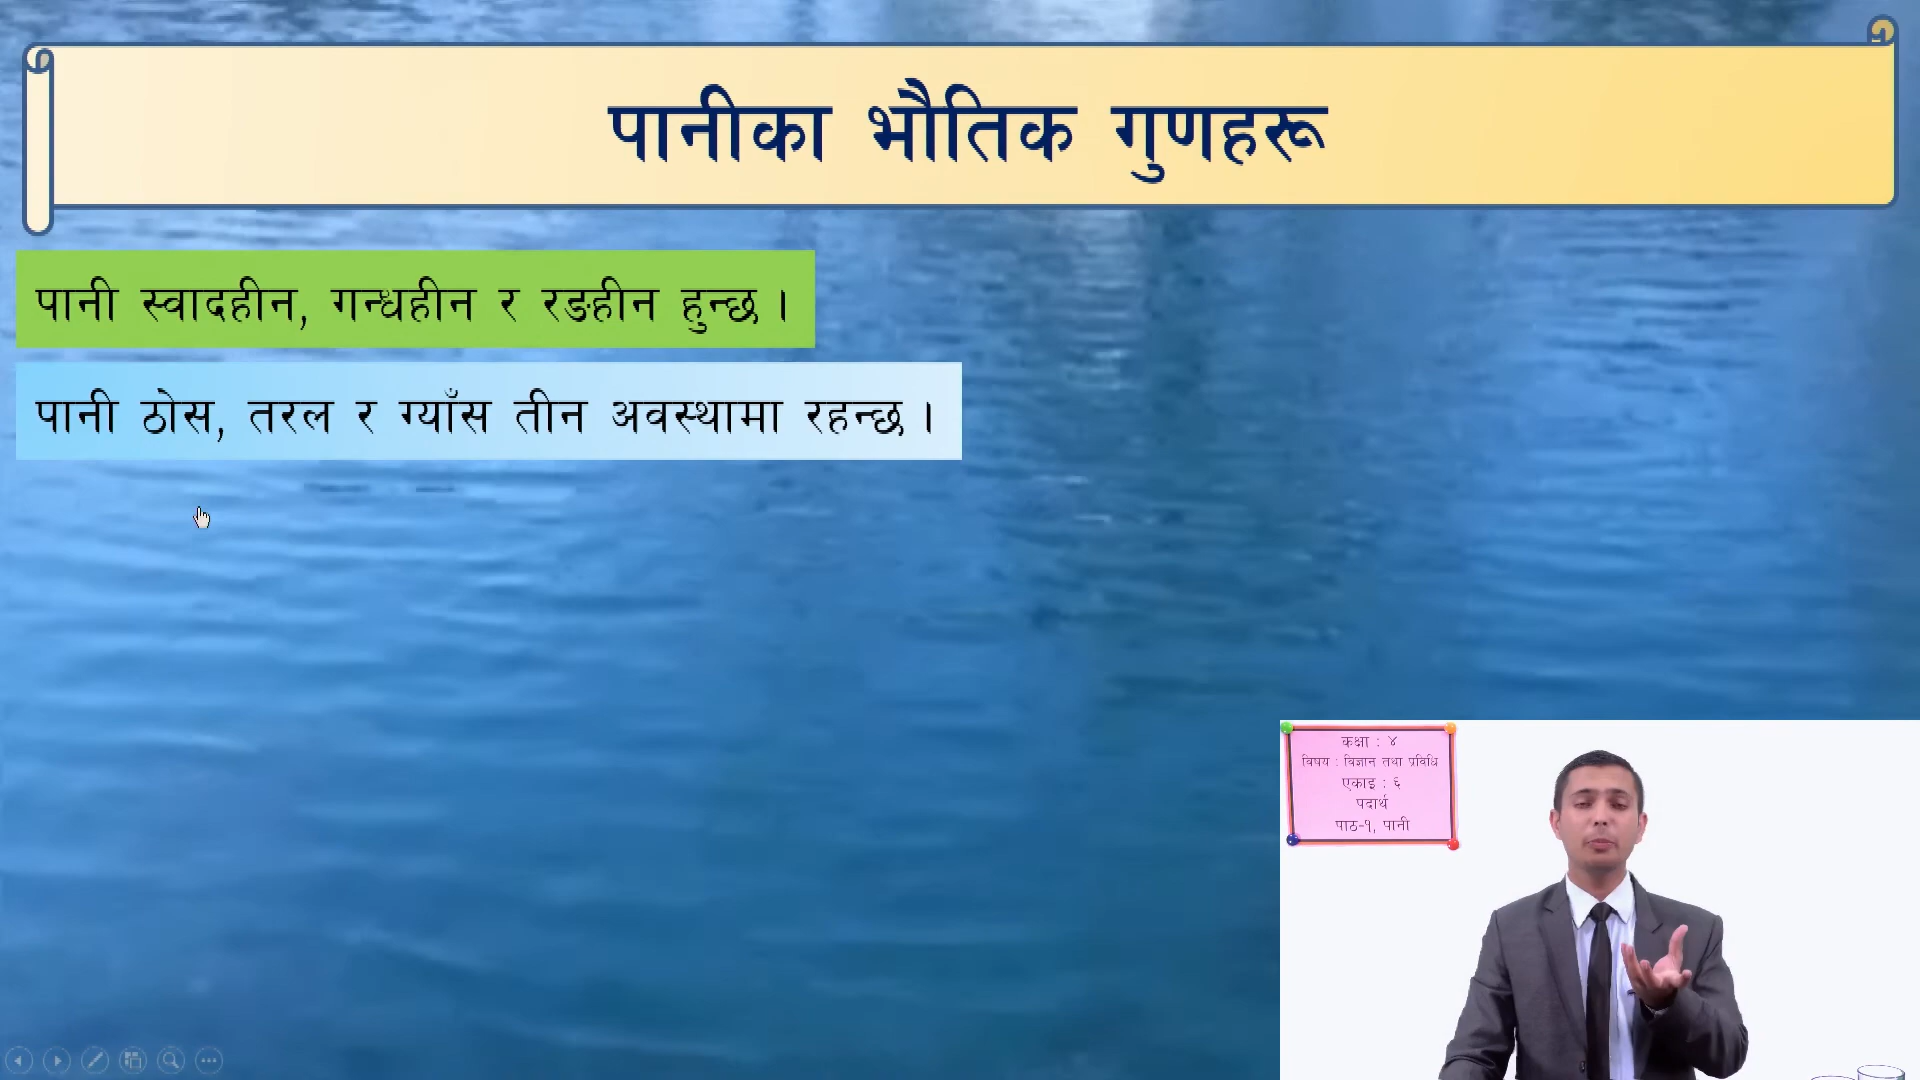 पानीका भौतिक गुणहरू
पानी स्वादहीन, गन्धहीन र रङहीन हुन्छ ।
पानी ठोस, तरल र ग्याँस तीन अवस्थामा रहन्छ ।
कक्षा : ४
विषय : विज्ञान तथा प्रविधि
एकाइ : ६
पदार्थ
पाठ-१, पानी